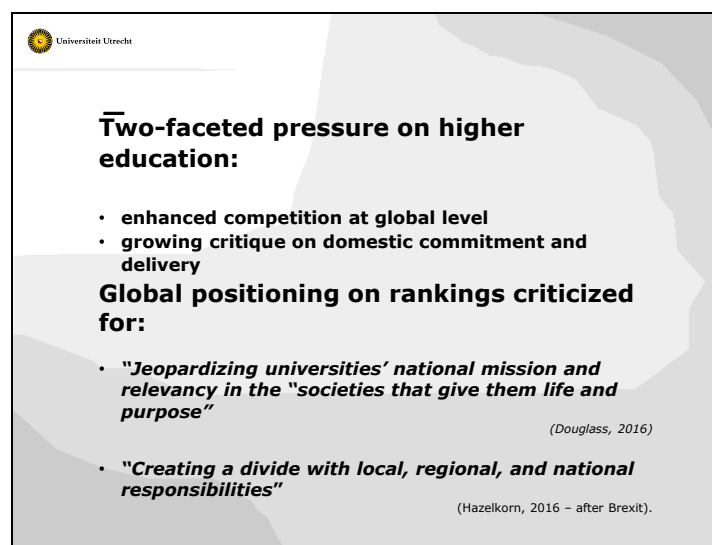 Universiteit Utrecht
Two-faceted pressure on higher
education:
• enhanced competition at global level
• growing critique on domestic commitment and
delivery
Global positioning on rankings criticized
for:
• “Jeopardizing universities’ national mission and
relevancy in the “societies that give them life and
purpose”
(Douglass, 2016)
• “Creating a divide with local, regional, and national
responsibilities”
(Hazelkorn, 2016 – after Brexit).